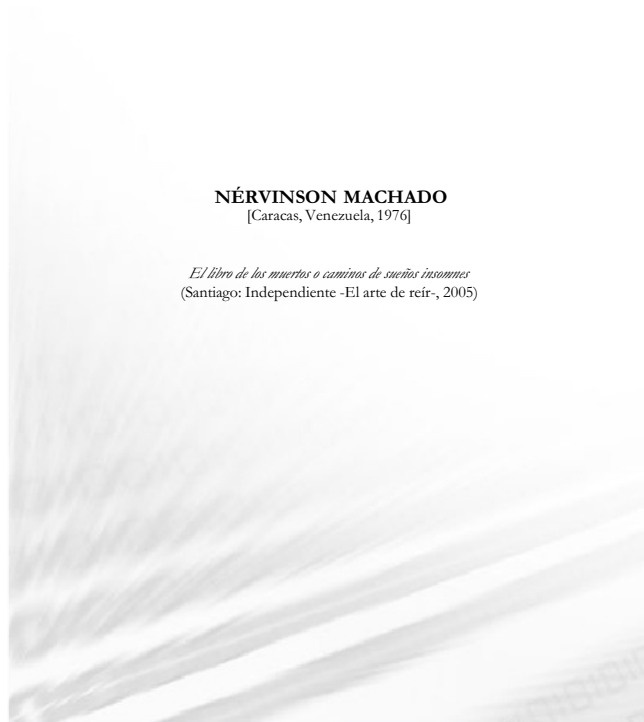 NÉRVINSON MACHADO
[Caracas, Venezuela, 1976]
El libro de los muertos o caminos de sueños insomnes
(Santiago: Independiente -El arte de reír-, 2005)